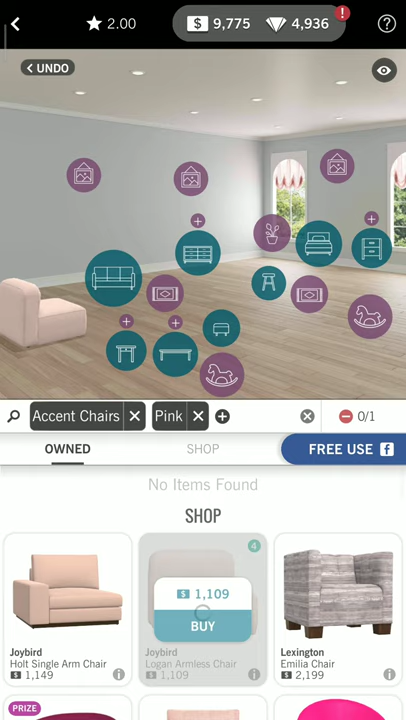 2.00
$ 9,775
4,936
!
?
< UNDO
Accent Chairs
Pink
0/1
OWNED
SHOP
FREE USE f
No Items Found
SHOP
4
$ 1,109
BUY
Joybird
Holt Single Arm Chair
$ 1,149
i
Joybird
Logan Armless Chair
$ 1,109
i
Lexington
Emilia Chair
$ 2,199
i
PRIZE